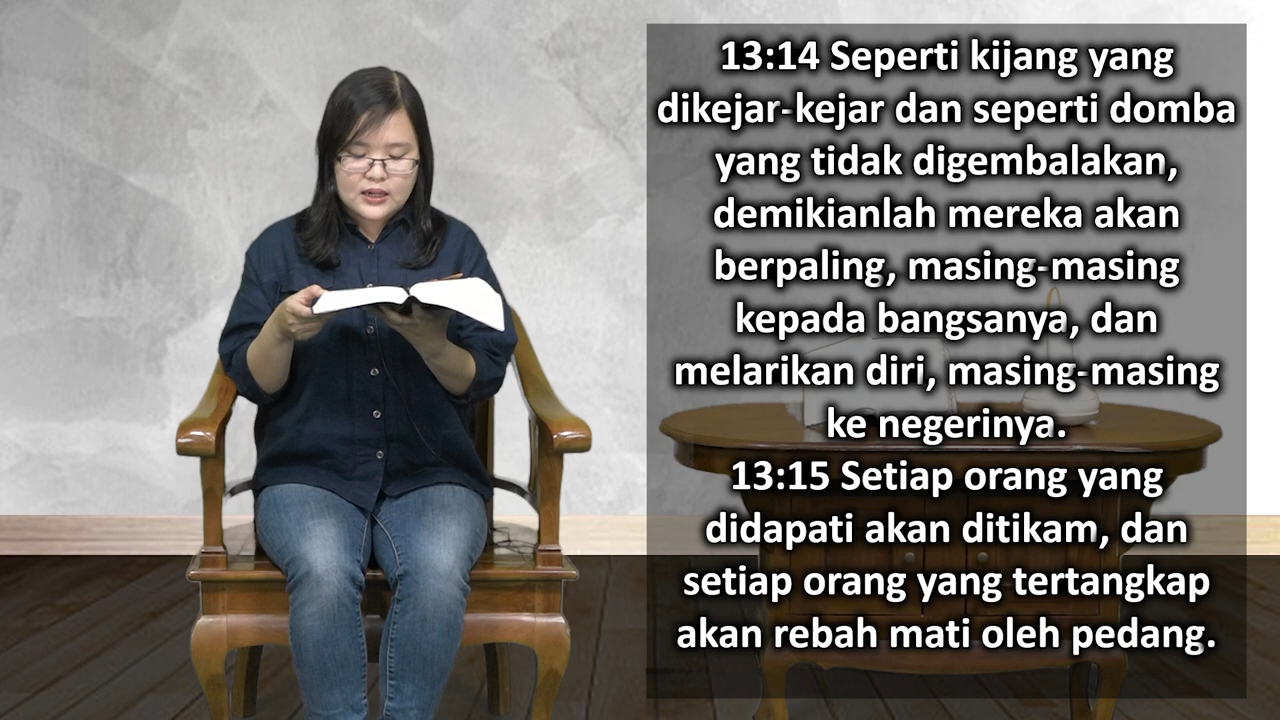 13:14 Seperti kijang yang
dikejar-kejar dan seperti domba
yang tidak digembalakan,
demikianlah mereka akan
berpaling, masing-masing
kepada bangsanya, dan
melarikan diri, masing-masing
ke negerinya.
13:15 Setiap orang yang
didapati akan ditikam, dan
setiap orang yang tertangkap
akan rebah mati oleh pedang.